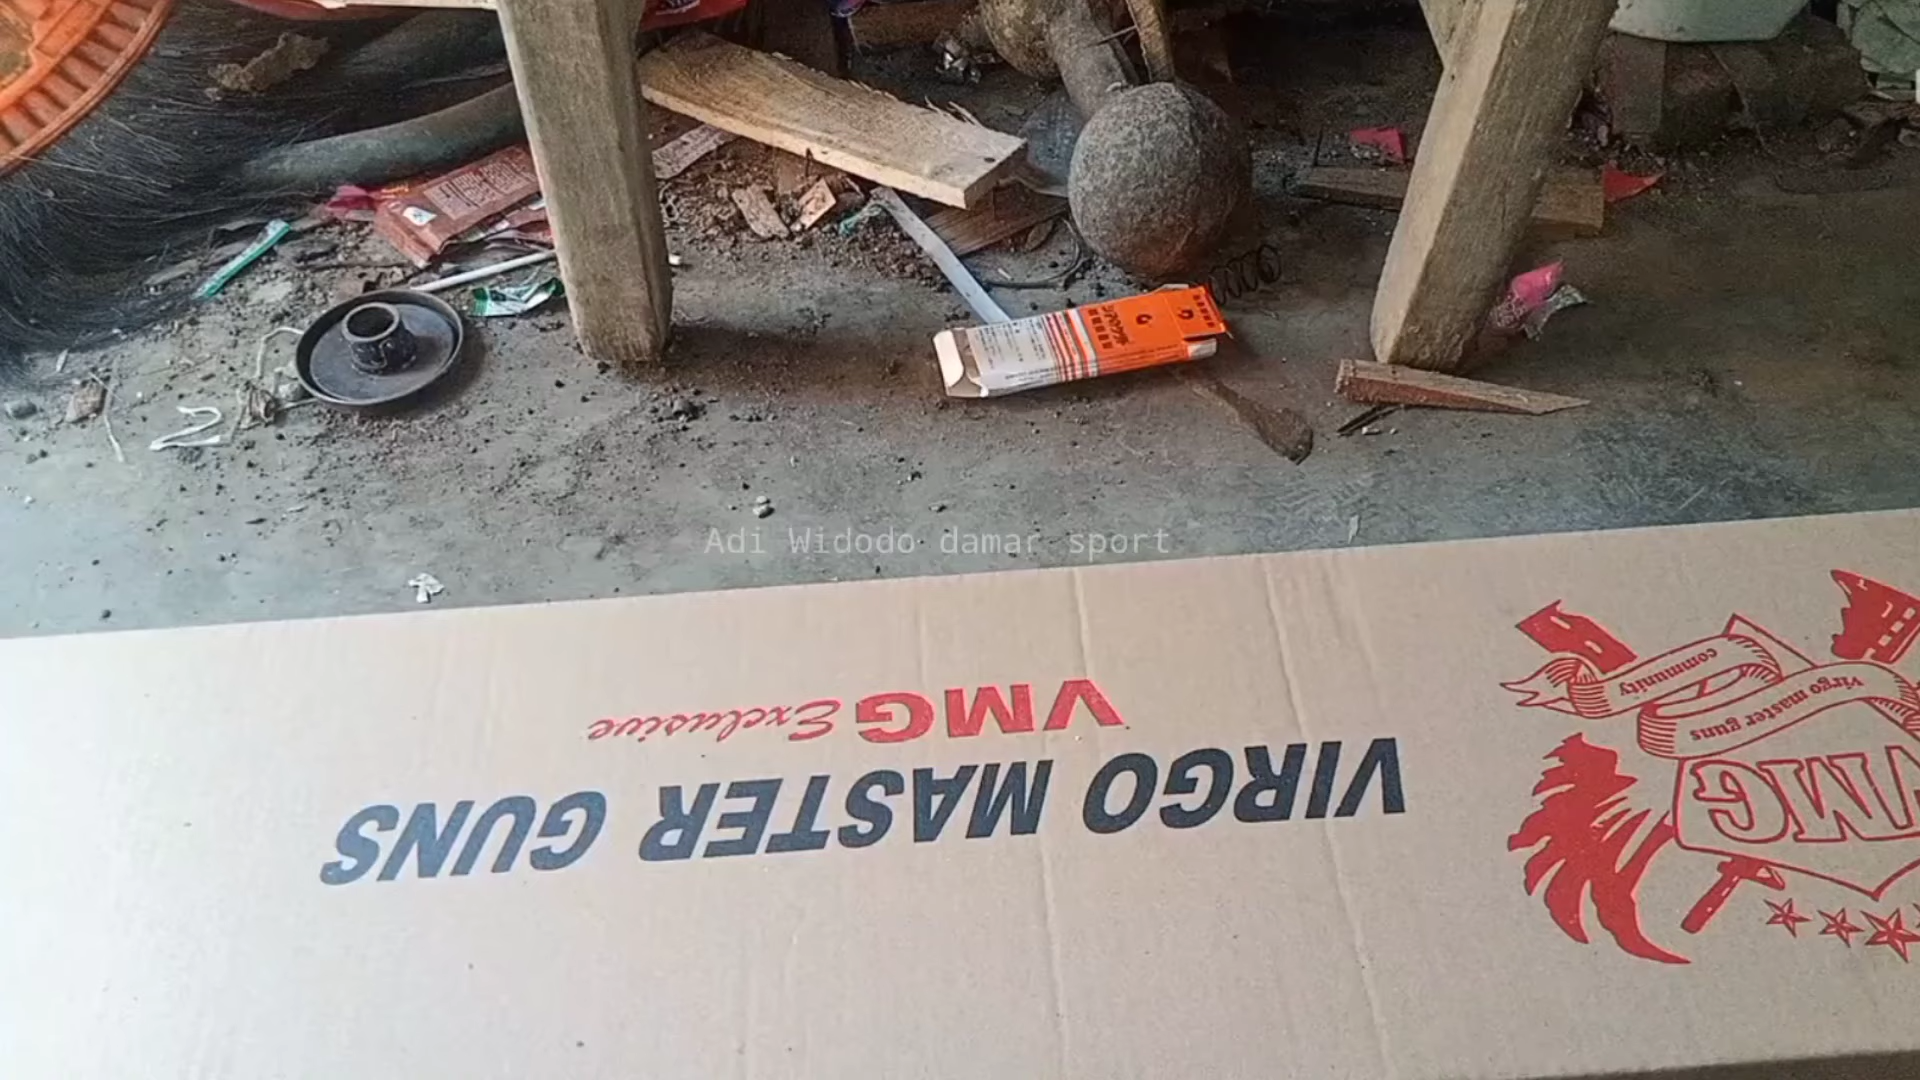 Adi Widodo damar sport
VIRGO MASTER GUNS
VMG Exclusive
virgo master guns
community
VMG